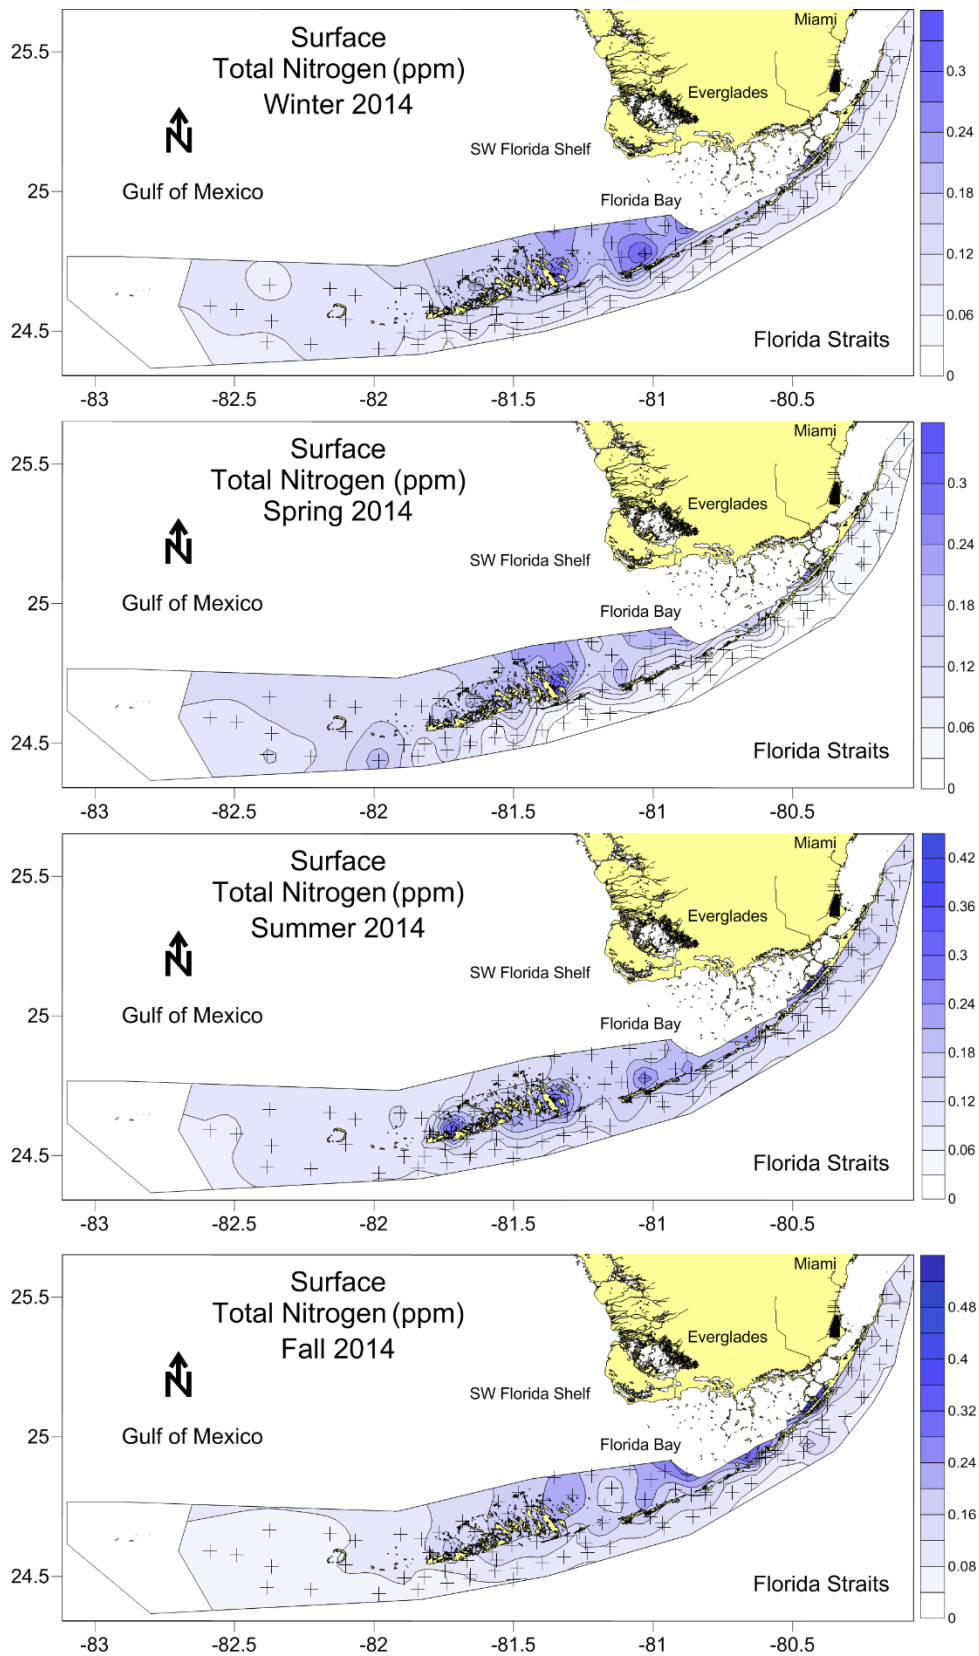 Surface
Total Nitrogen (ppm)
Winter 2014
N
Gulf of Mexico
SW Florida Shelf
Everglades
Miami
Florida Bay
Florida Straits
25.5
25
24.5
-83 -82.5 -82 -81.5 -81 -80.5
0.3
0.24
0.18
0.12
0.06
0
Surface
Total Nitrogen (ppm)
Spring 2014
N
Gulf of Mexico
SW Florida Shelf
Everglades
Miami
Florida Bay
Florida Straits
25.5
25
24.5
-83 -82.5 -82 -81.5 -81 -80.5
0.3
0.24
0.18
0.12
0.06
0
Surface
Total Nitrogen (ppm)
Summer 2014
N
Gulf of Mexico
SW Florida Shelf
Everglades
Miami
Florida Bay
Florida Straits
25.5
25
24.5
-83 -82.5 -82 -81.5 -81 -80.5
0.42
0.36
0.3
0.24
0.18
0.12
0.06
0
Surface
Total Nitrogen (ppm)
Fall 2014
N
Gulf of Mexico
SW Florida Shelf
Everglades
Miami
Florida Bay
Florida Straits
25.5
25
24.5
-83 -82.5 -82 -81.5 -81 -80.5
0.48
0.4
0.32
0.24
0.16
0.08
0